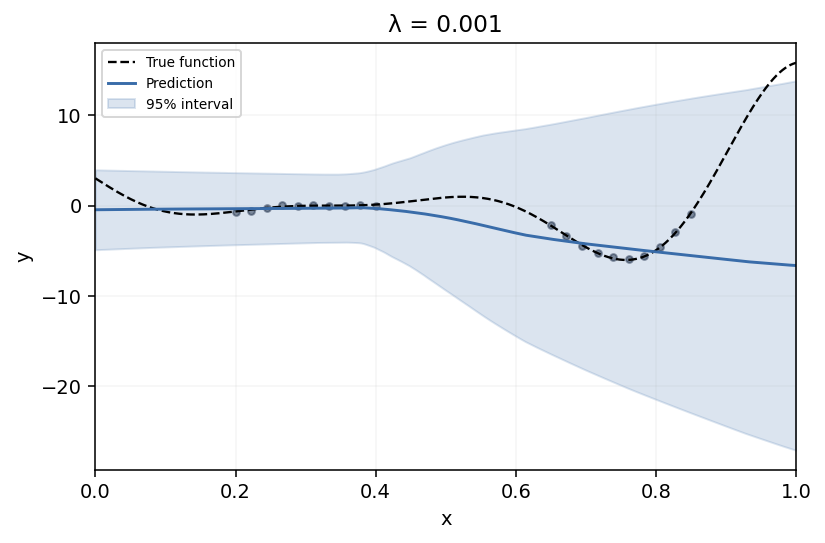 λ = 0.001
True function
Prediction
95% interval
y
10
0
−10
−20
0.0 0.2 0.4 0.6 0.8 1.0
x